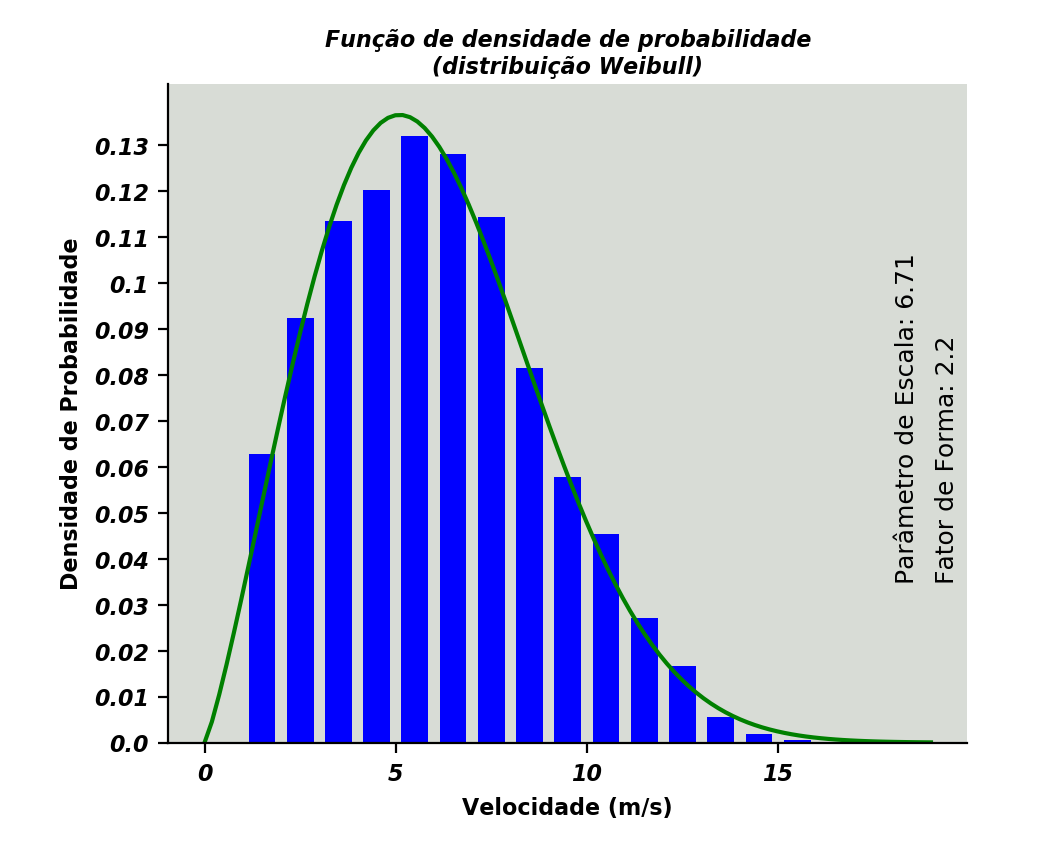 Função de densidade de probabilidade
(distribuição Weibull)
Densidade de Probabilidade
0.13
0.12
0.11
0.1
0.09
0.08
0.07
0.06
0.05
0.04
0.03
0.02
0.01
0.0
Parâmetro de Escala: 6.71
Fator de Forma: 2.2
0 5 10 15
Velocidade (m/s)